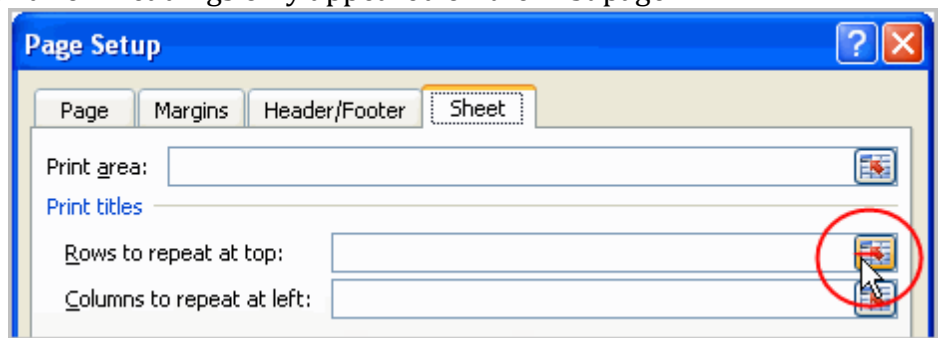 Page Setup
Page Margins Header/Footer Sheet
Print area:
Print titles
Rows to repeat at top:
Columns to repeat at left: